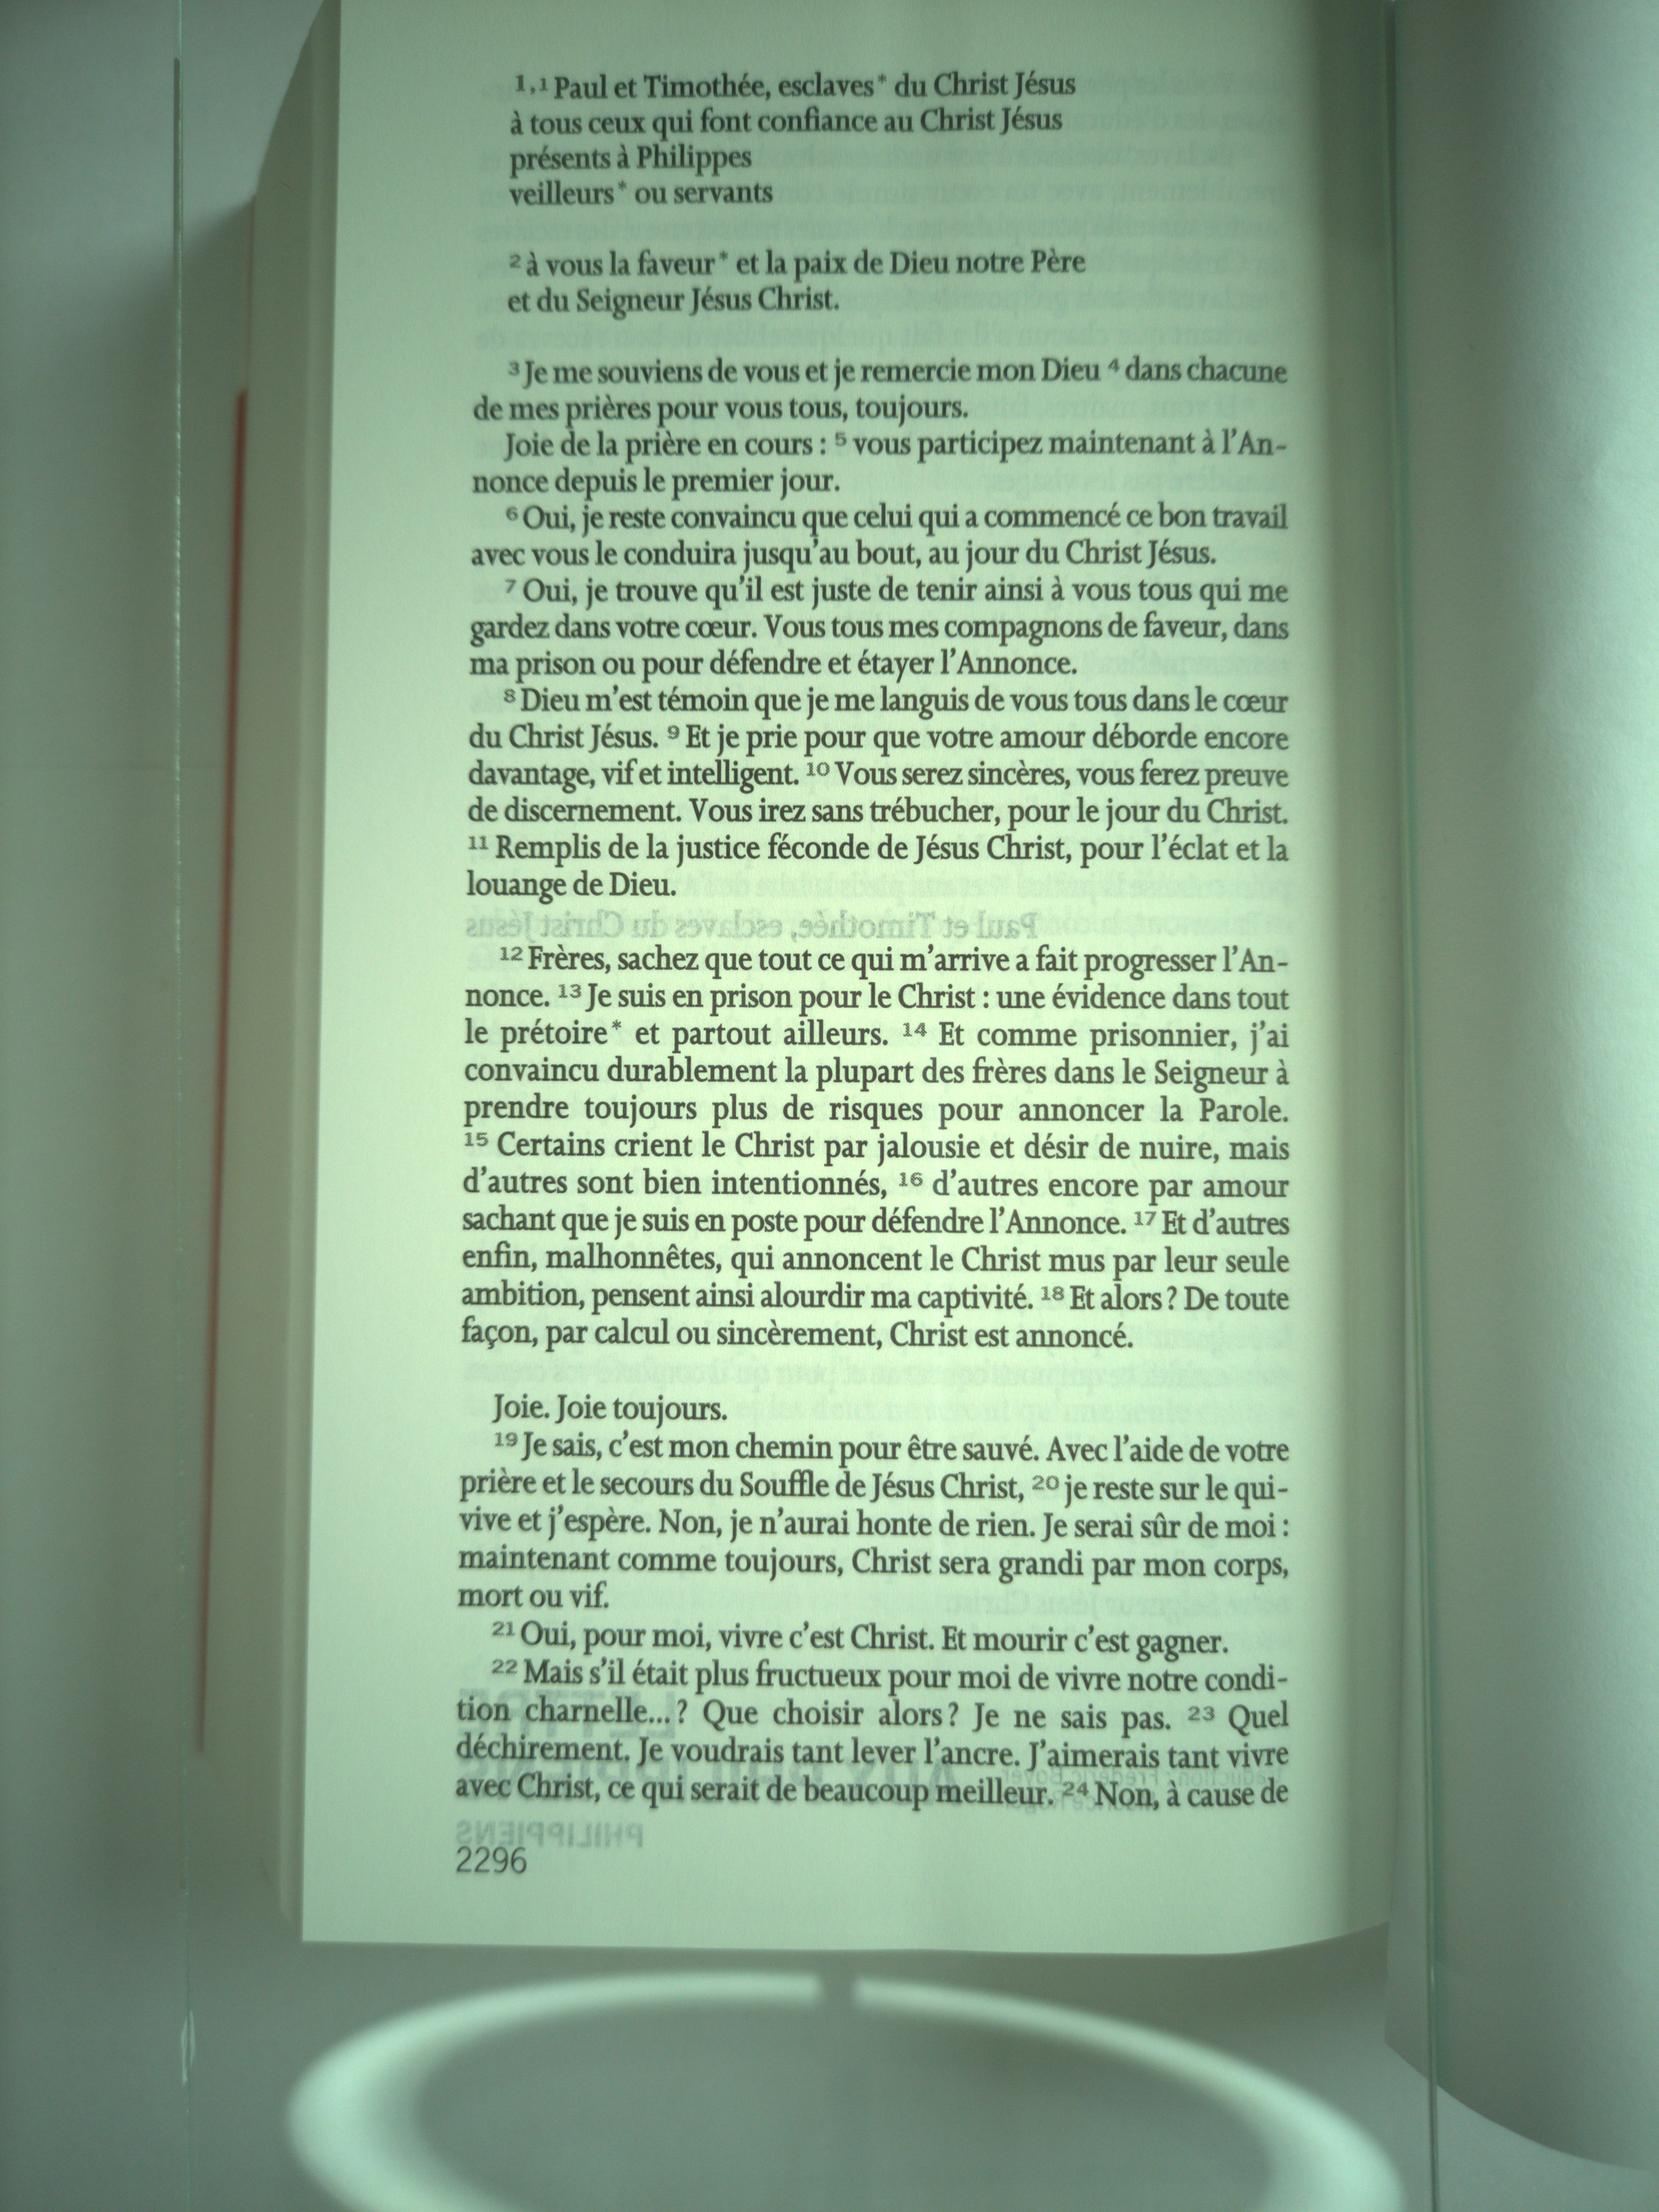 1,1 Paul et Timothée, esclaves* du Christ Jésus
à tous ceux qui font confiance au Christ Jésus
présents à Philippes
veilleurs* ou servants
2 à vous la faveur* et la paix de Dieu notre Père
et du Seigneur Jésus Christ.
3 Je me souviens de vous et je remercie mon Dieu 4 dans chacune
de mes prières pour vous tous, toujours.
Joie de la prière en cours : 5 vous participez maintenant à l'An-
nonce depuis le premier jour.
6 Oui, je reste convaincu que celui qui a commencé ce bon travail
avec vous le conduira jusqu'au bout, au jour du Christ Jésus.
7 Oui, je trouve qu'il est juste de tenir ainsi à vous tous qui me
gardez dans votre cœur. Vous tous mes compagnons de faveur, dans
ma prison ou pour défendre et étayer l'Annonce.
8 Dieu m'est témoin que je me languis de vous tous dans le cœur
du Christ Jésus. 9 Et je prie pour que votre amour déborde encore
davantage, vif et intelligent. 10 Vous serez sincères, vous ferez preuve
de discernement. Vous irez sans trébucher, pour le jour du Christ.
11 Remplis de la justice féconde de Jésus Christ, pour l'éclat et la
louange de Dieu.
Paul et Timothée, esclaves du Christ Jésus
12 Frères, sachez que tout ce qui m'arrive a fait progresser l'An-
nonce. 13 Je suis en prison pour le Christ : une évidence dans tout
le prétoire* et partout ailleurs. 14 Et comme prisonnier, j'ai
convaincu durablement la plupart des frères dans le Seigneur à
prendre toujours plus de risques pour annoncer la Parole.
15 Certains crient le Christ par jalousie et désir de nuire, mais
d'autres sont bien intentionnés, 16 d'autres encore par amour
sachant que je suis en poste pour défendre l'Annonce. 17 Et d'autres
enfin, malhonnêtes, qui annoncent le Christ mus par leur seule
ambition, pensent ainsi alourdir ma captivité. 18 Et alors ? De toute
façon, par calcul ou sincèrement, Christ est annoncé.
Joie. Joie toujours.
19 Je sais, c'est mon chemin pour être sauvé. Avec l'aide de votre
prière et le secours du Souffle de Jésus Christ, 20 je reste sur le qui-
vive et j'espère. Non, je n'aurai honte de rien. Je serai sûr de moi :
maintenant comme toujours, Christ sera grandi par mon corps,
mort ou vif.
21 Oui, pour moi, vivre c'est Christ. Et mourir c'est gagner.
22 Mais s'il était plus fructueux pour moi de vivre notre condi-
tion charnelle...? Que choisir alors ? Je ne sais pas. 23 Quel
déchirement. Je voudrais tant lever l'ancre. J'aimerais tant vivre
avec Christ, ce qui serait de beaucoup meilleur. 24 Non, à cause de
PHILIPPIENS
2296